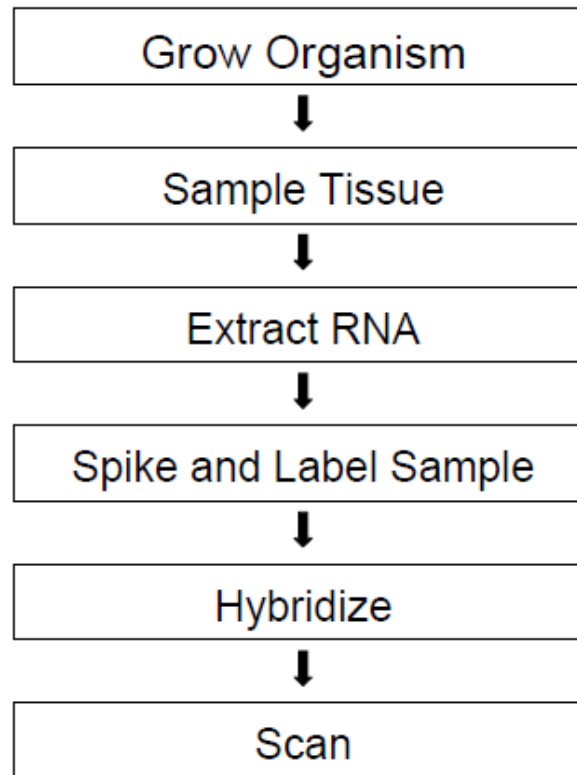 Grow Organism
Sample Tissue
Extract RNA
Spike and Label Sample
Hybridize
Scan